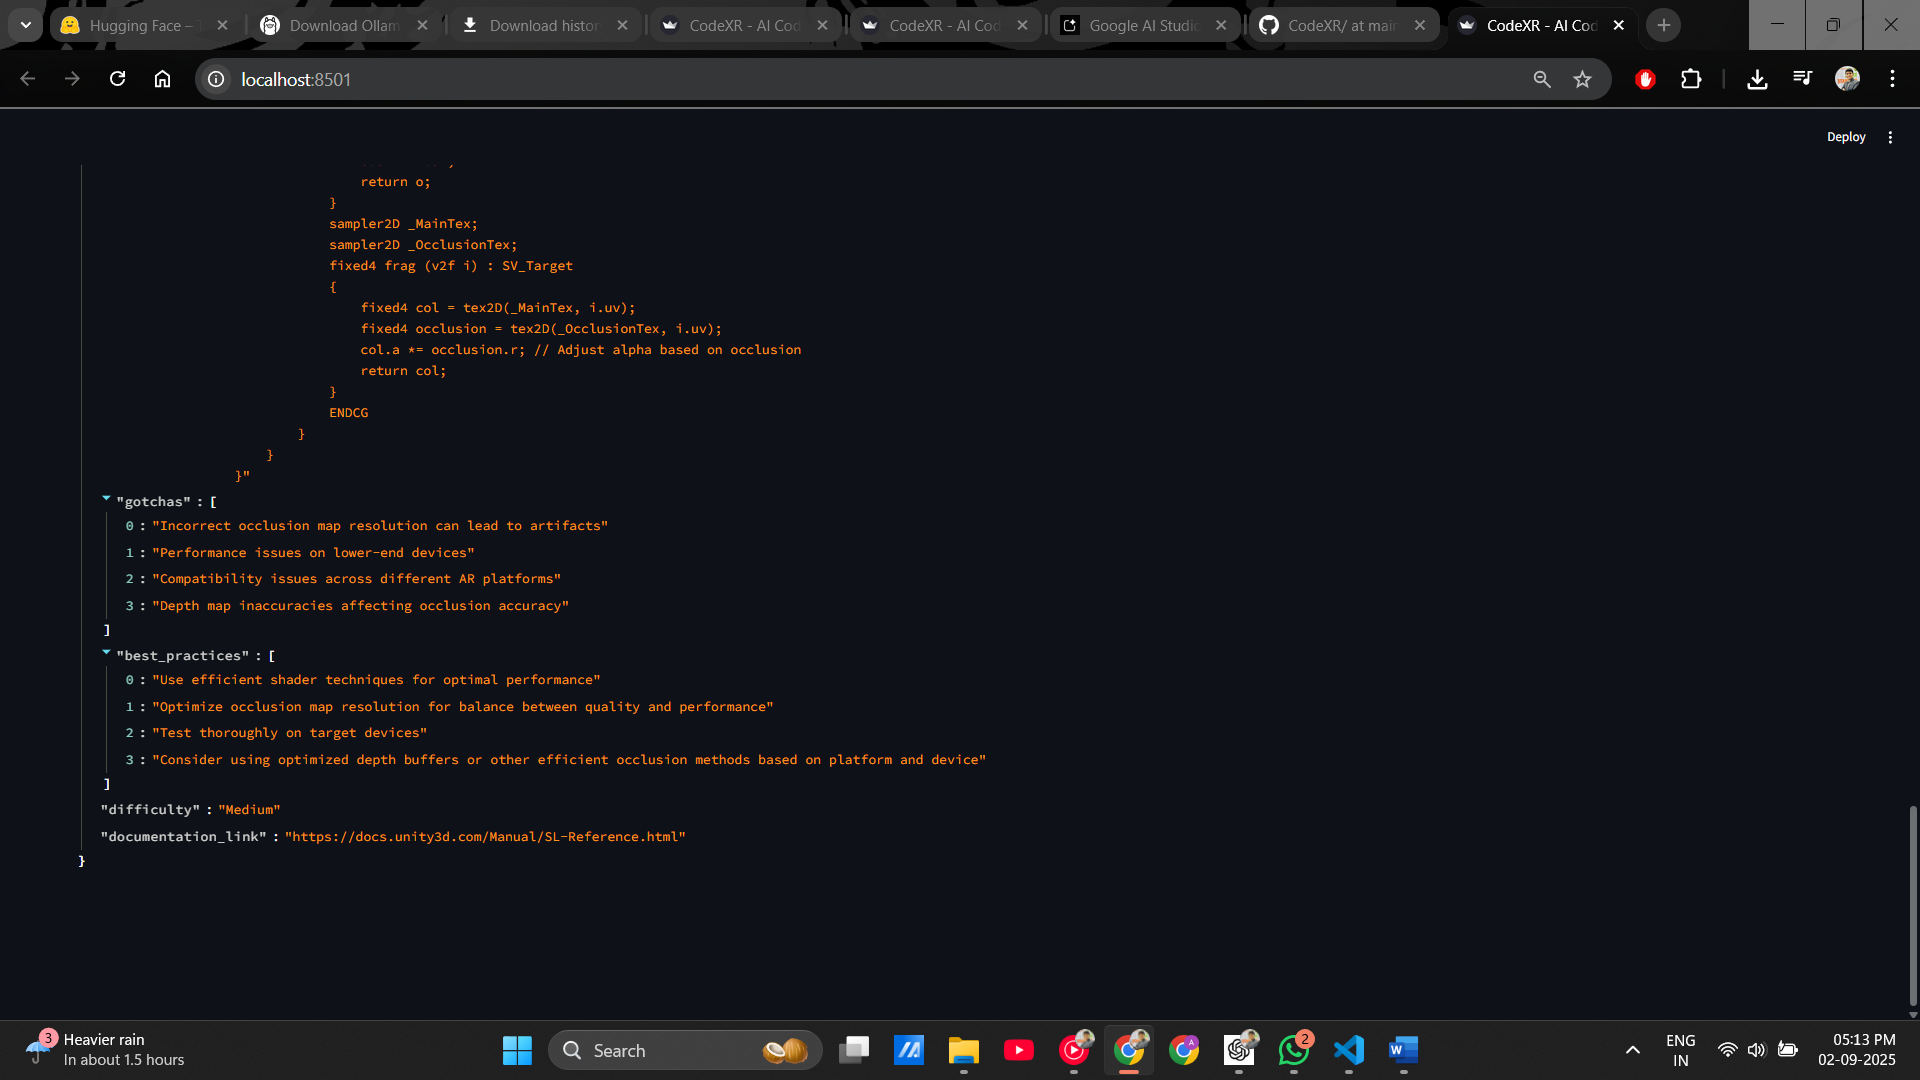 Hugging Face –
Download Ollam
Download histor
CodeXR - AI Cod
CodeXR - AI Cod
Google AI Studio
CodeXR/ at main
CodeXR - AI Cod
localhost:8501
Deploy
return o;
}
sampler2D _MainTex;
sampler2D _OcclusionTex;
fixed4 frag (v2f i) : SV_Target
{
fixed4 col = tex2D(_MainTex, i.uv);
fixed4 occlusion = tex2D(_OcclusionTex, i.uv);
col.a *= occlusion.r; // Adjust alpha based on occlusion
return col;
}
ENDCG
}
}
}"
"gotchas" : [
0 : "Incorrect occlusion map resolution can lead to artifacts"
1 : "Performance issues on lower-end devices"
2 : "Compatibility issues across different AR platforms"
3 : "Depth map inaccuracies affecting occlusion accuracy"
]
"best_practices" : [
0 : "Use efficient shader techniques for optimal performance"
1 : "Optimize occlusion map resolution for balance between quality and performance"
2 : "Test thoroughly on target devices"
3 : "Consider using optimized depth buffers or other efficient occlusion methods based on platform and device"
]
"difficulty" : "Medium"
"documentation_link" : "https://docs.unity3d.com/Manual/SL-Reference.html"
}
3
Heavier rain
In about 1.5 hours
Search
A
2
W
ENG
IN
05:13 PM
02-09-2025